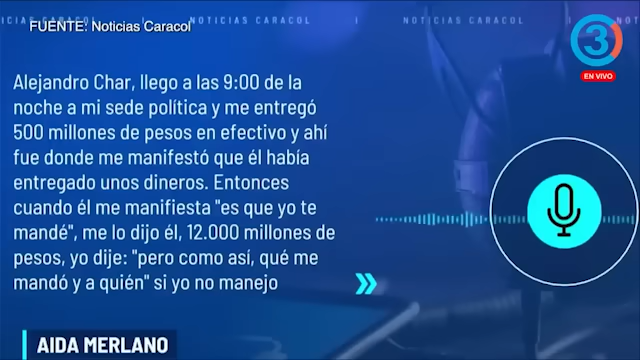 NOTICIAS CARACOL
NOTICIAS CARACOL
NOTICIAS CARACOL
FUENTE: Noticias Caracol
3
EN VIVO
Alejandro Char, llego a las 9:00 de la
noche a mi sede política y me entregó
500 millones de pesos en efectivo y ahí
fue donde me manifestó que él había
entregado unos dineros. Entonces
cuando él me manifiesta "es que yo te
mandé", me lo dijo él, 12.000 millones de
pesos, yo dije: "pero como así, qué me
mandó y a quién" si yo no manejo
AIDA MERLANO